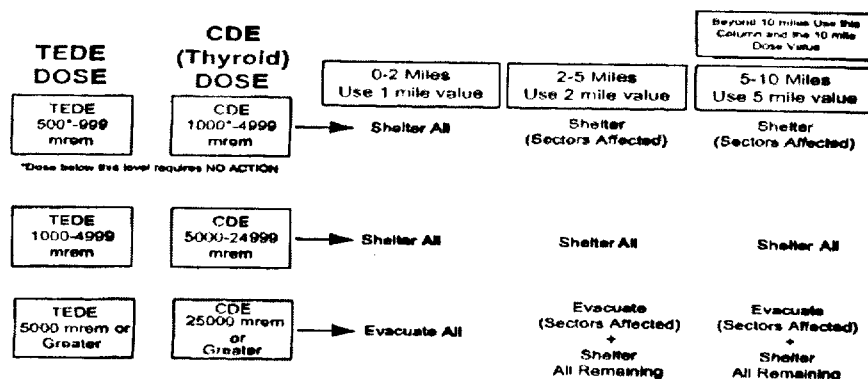 Beyond 10 miles Use this
Column and the 10 mile
Dose Value
TEDE
DOSE
CDE
(Thyroid)
DOSE
0-2 Miles
Use 1 mile value
2-5 Miles
Use 2 mile value
5-10 Miles
Use 5 mile value
TEDE
500*-999
mrem
CDE
1000*-4999
mrem
Shelter All
Shelter
(Sectors Affected)
Shelter
(Sectors Affected)
*Dose below this level requires NO ACTION
TEDE
1000-4999
mrem
CDE
5000-24999
mrem
Shelter All
Shelter All
Shelter All
TEDE
5000 mrem or
Greater
CDE
25000 mrem
or
Greater
Evacuate All
Evacuate
(Sectors Affected)
+
Shelter
All Remaining
Evacuate
(Sectors Affected)
+
Shelter
All Remaining